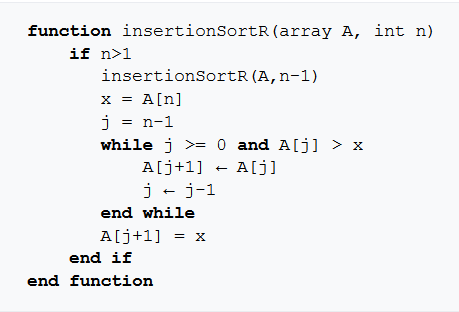 function insertionSortR(array A, int n)
if n>1
insertionSortR(A,n-1)
x = A[n]
j = n-1
while j >= 0 and A[j] > x
A[j+1] ← A[j]
j ← j-1
end while
A[j+1] = x
end if
end function